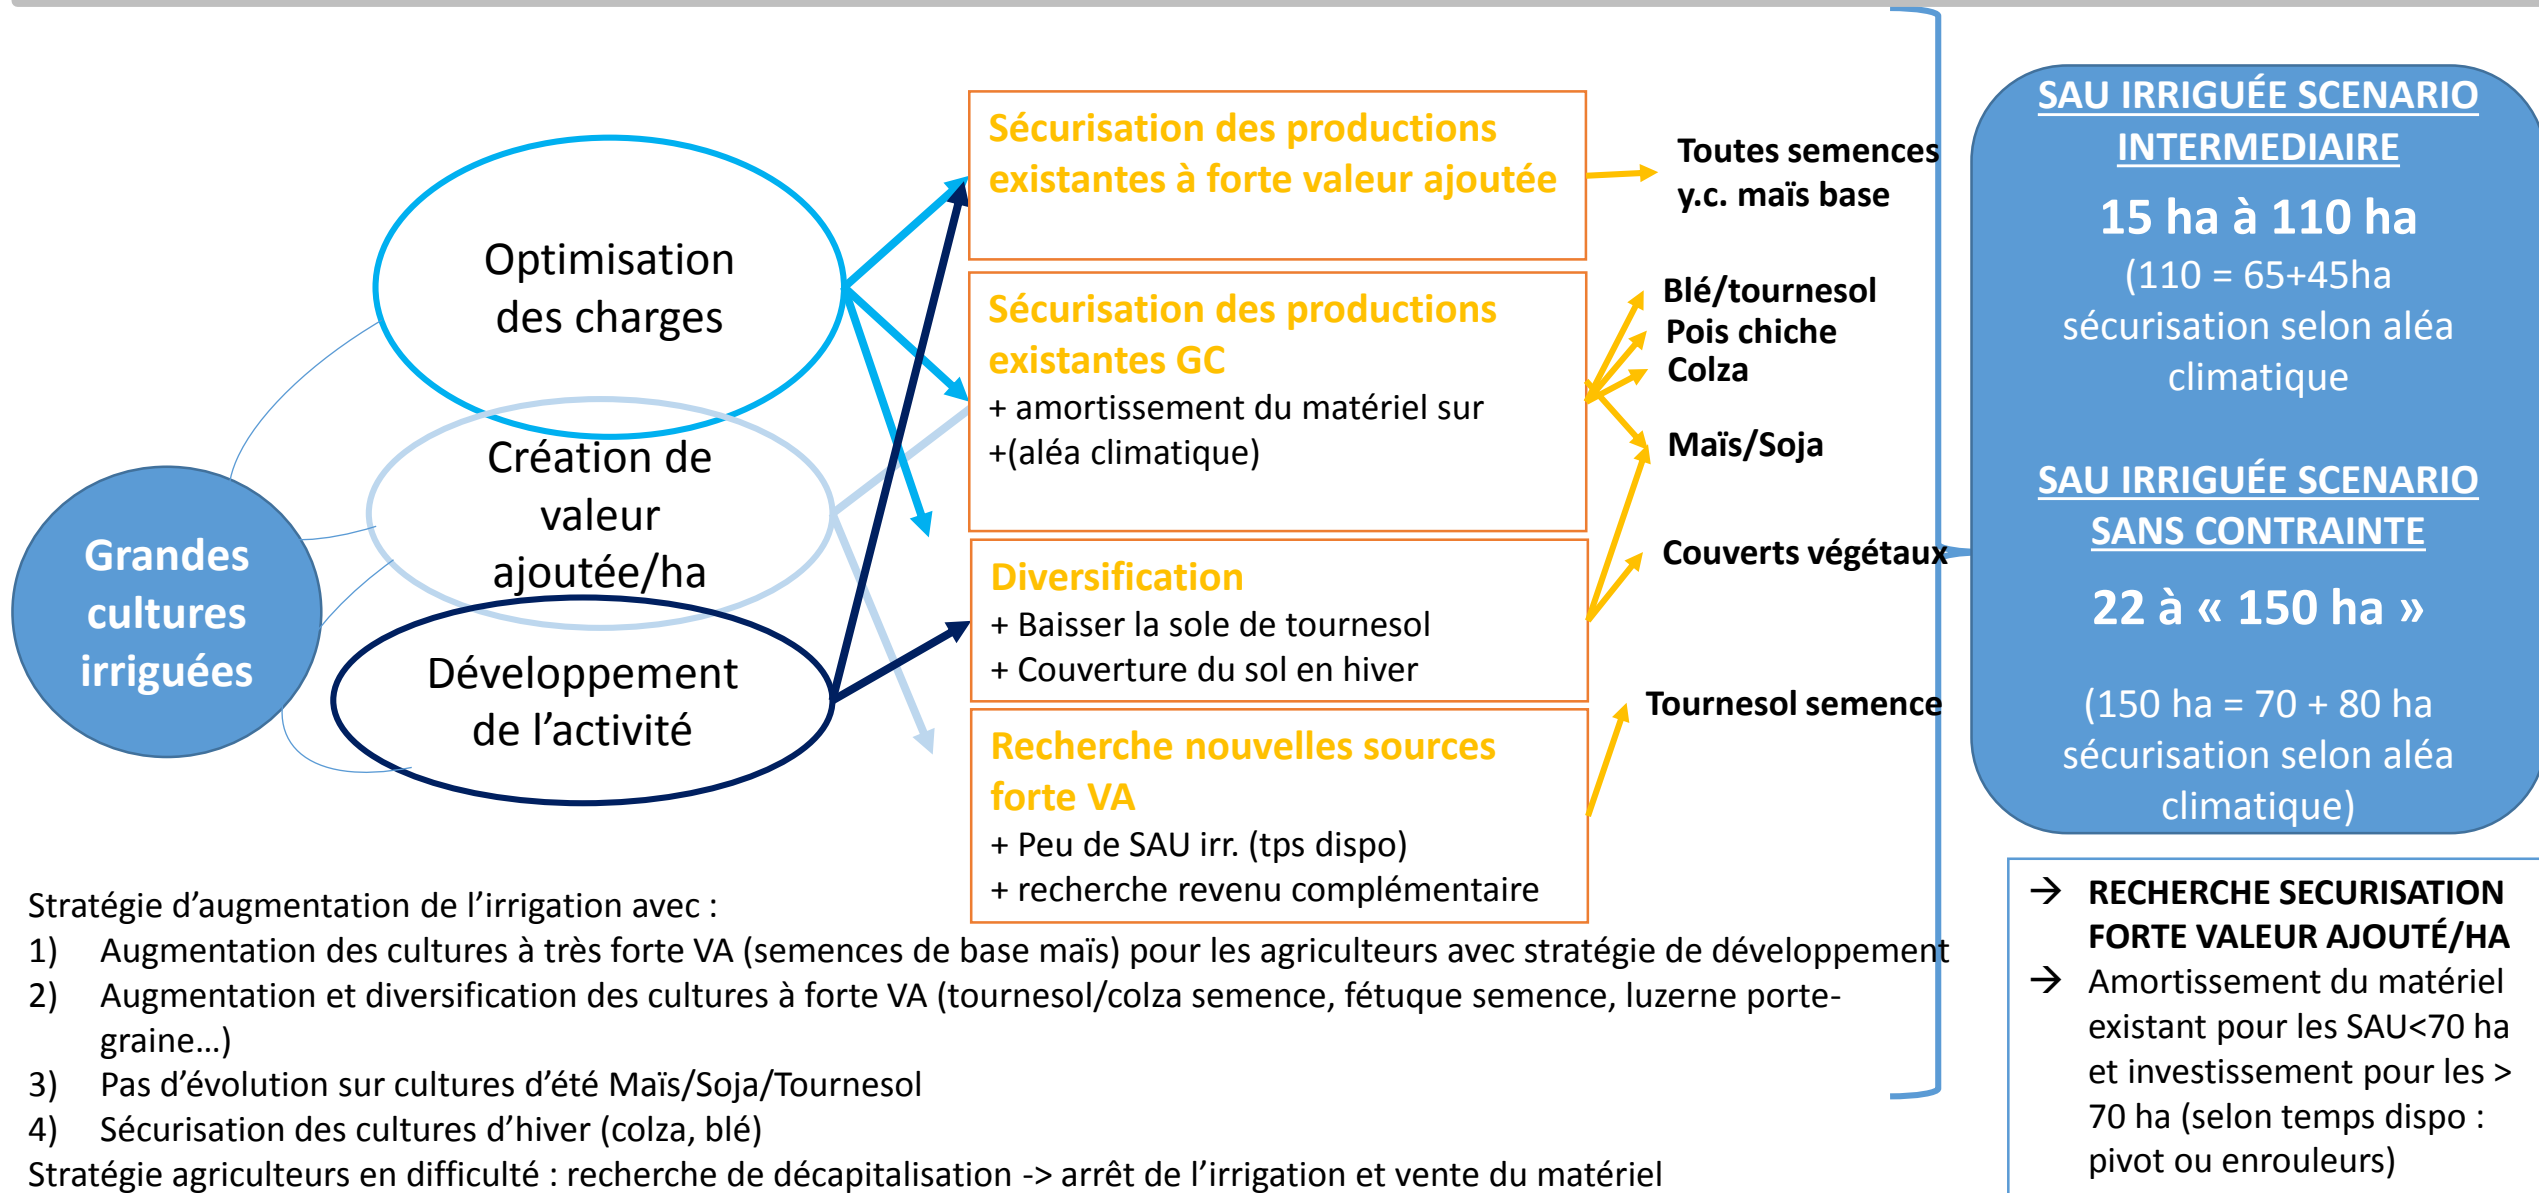 Grandes
cultures
irriguées
Optimisation
des charges
Création de
valeur
ajoutée/ha
Développement
de l’activité
Sécurisation des productions
existantes à forte valeur ajoutée
Sécurisation des productions
existantes GC
+ amortissement du matériel sur
+(aléa climatique)
Diversification
+ Baisser la sole de tournesol
+ Couverture du sol en hiver
Recherche nouvelles sources
forte VA
+ Peu de SAU irr. (tps dispo)
+ recherche revenu complémentaire
Toutes semences
y.c. maïs base
Blé/tournesol
Pois chiche
Colza
Maïs/Soja
Couverts végétaux
Tournesol semence
SAU IRRIGUÉE SCENARIO
INTERMEDIAIRE
15 ha à 110 ha
(110 = 65+45ha
sécurisation selon aléa
climatique
SAU IRRIGUÉE SCENARIO
SANS CONTRAINTE
22 à « 150 ha »
(150 ha = 70 + 80 ha
sécurisation selon aléa
climatique)
→ RECHERCHE SECURISATION
FORTE VALEUR AJOUTÉ/HA
→ Amortissement du matériel
existant pour les SAU<70 ha
et investissement pour les >
70 ha (selon temps dispo :
pivot ou enrouleurs)
Stratégie d’augmentation de l’irrigation avec :
1) Augmentation des cultures à très forte VA (semences de base maïs) pour les agriculteurs avec stratégie de développement
2) Augmentation et diversification des cultures à forte VA (tournesol/colza semence, fétuque semence, luzerne porte-
graine…)
3) Pas d’évolution sur cultures d’été Maïs/Soja/Tournesol
4) Sécurisation des cultures d’hiver (colza, blé)
Stratégie agriculteurs en difficulté : recherche de décapitalisation -> arrêt de l’irrigation et vente du matériel